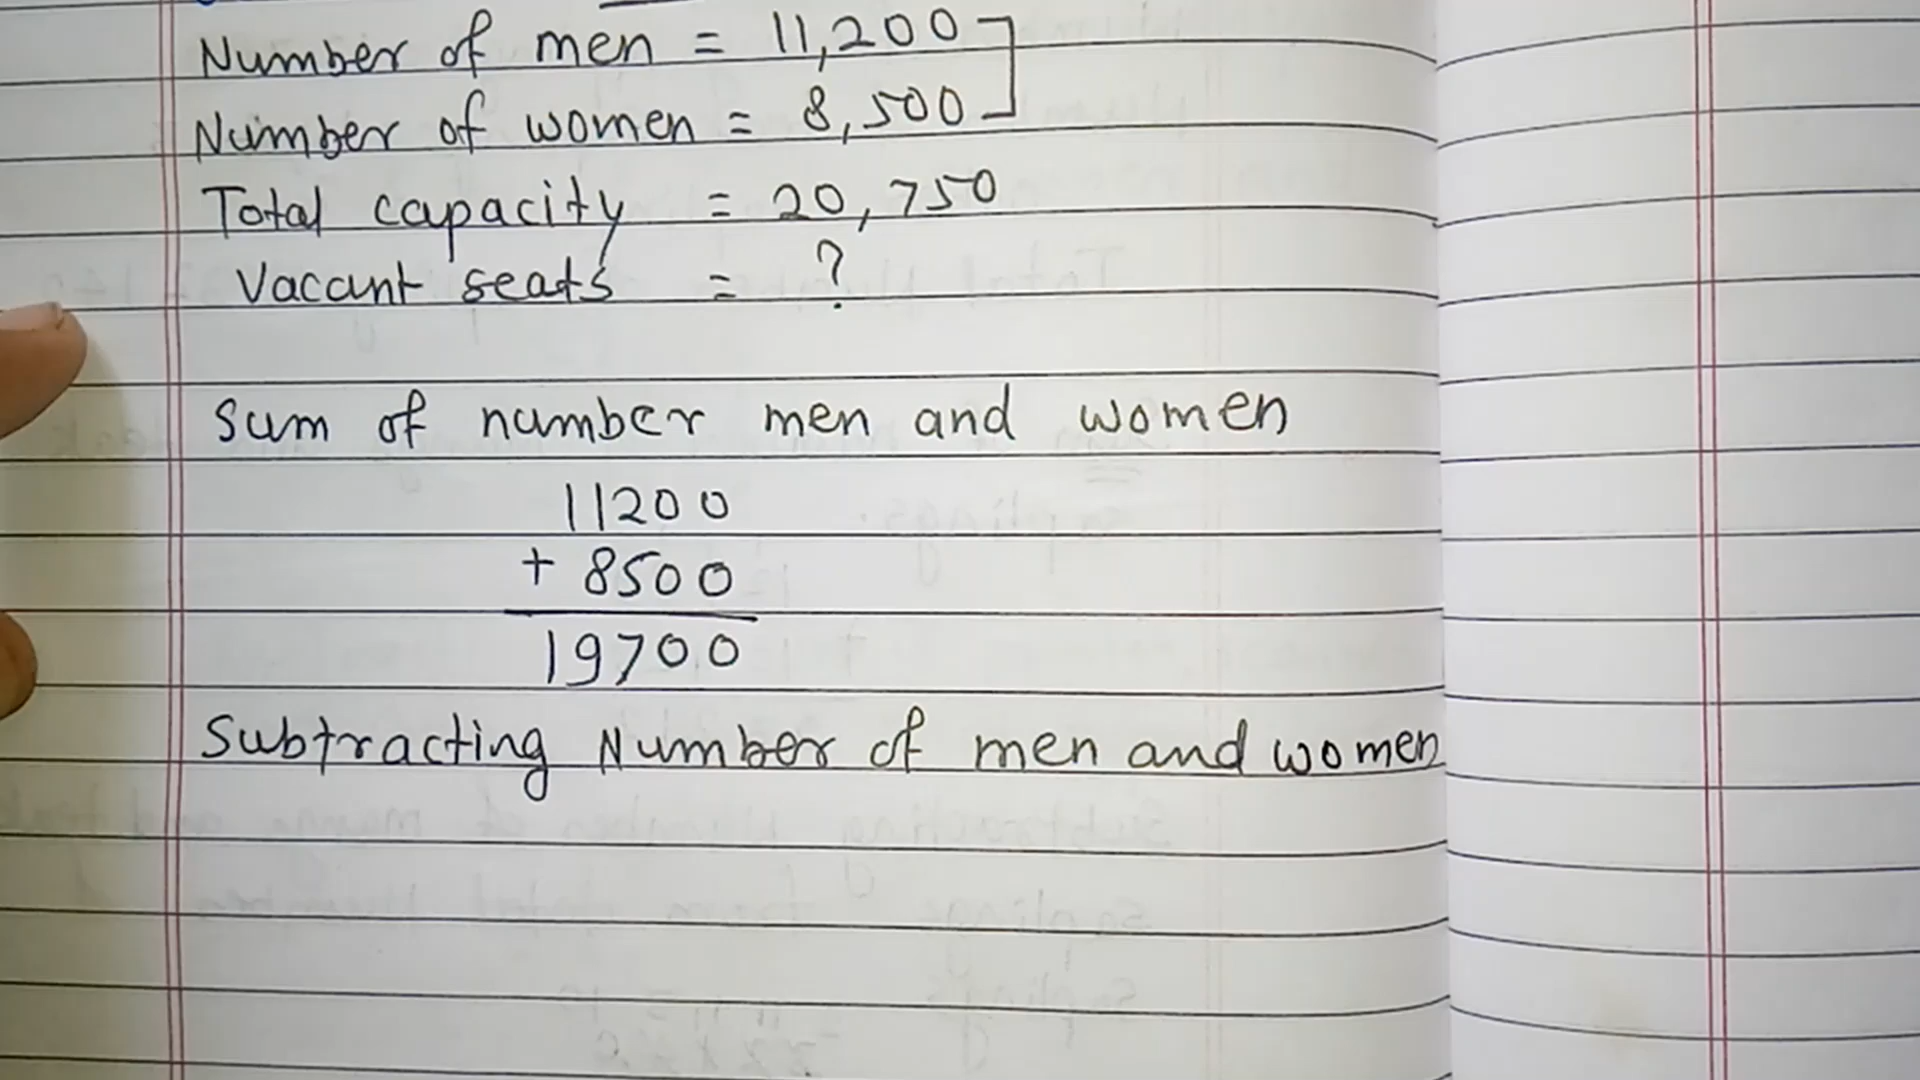 Number of men = 11,200
Number of women = 8,500
Total capacity = 20,750
Vacant seats = ?
Sum of number men and women
11200
+ 8500
19700
Subtracting Number of men and women